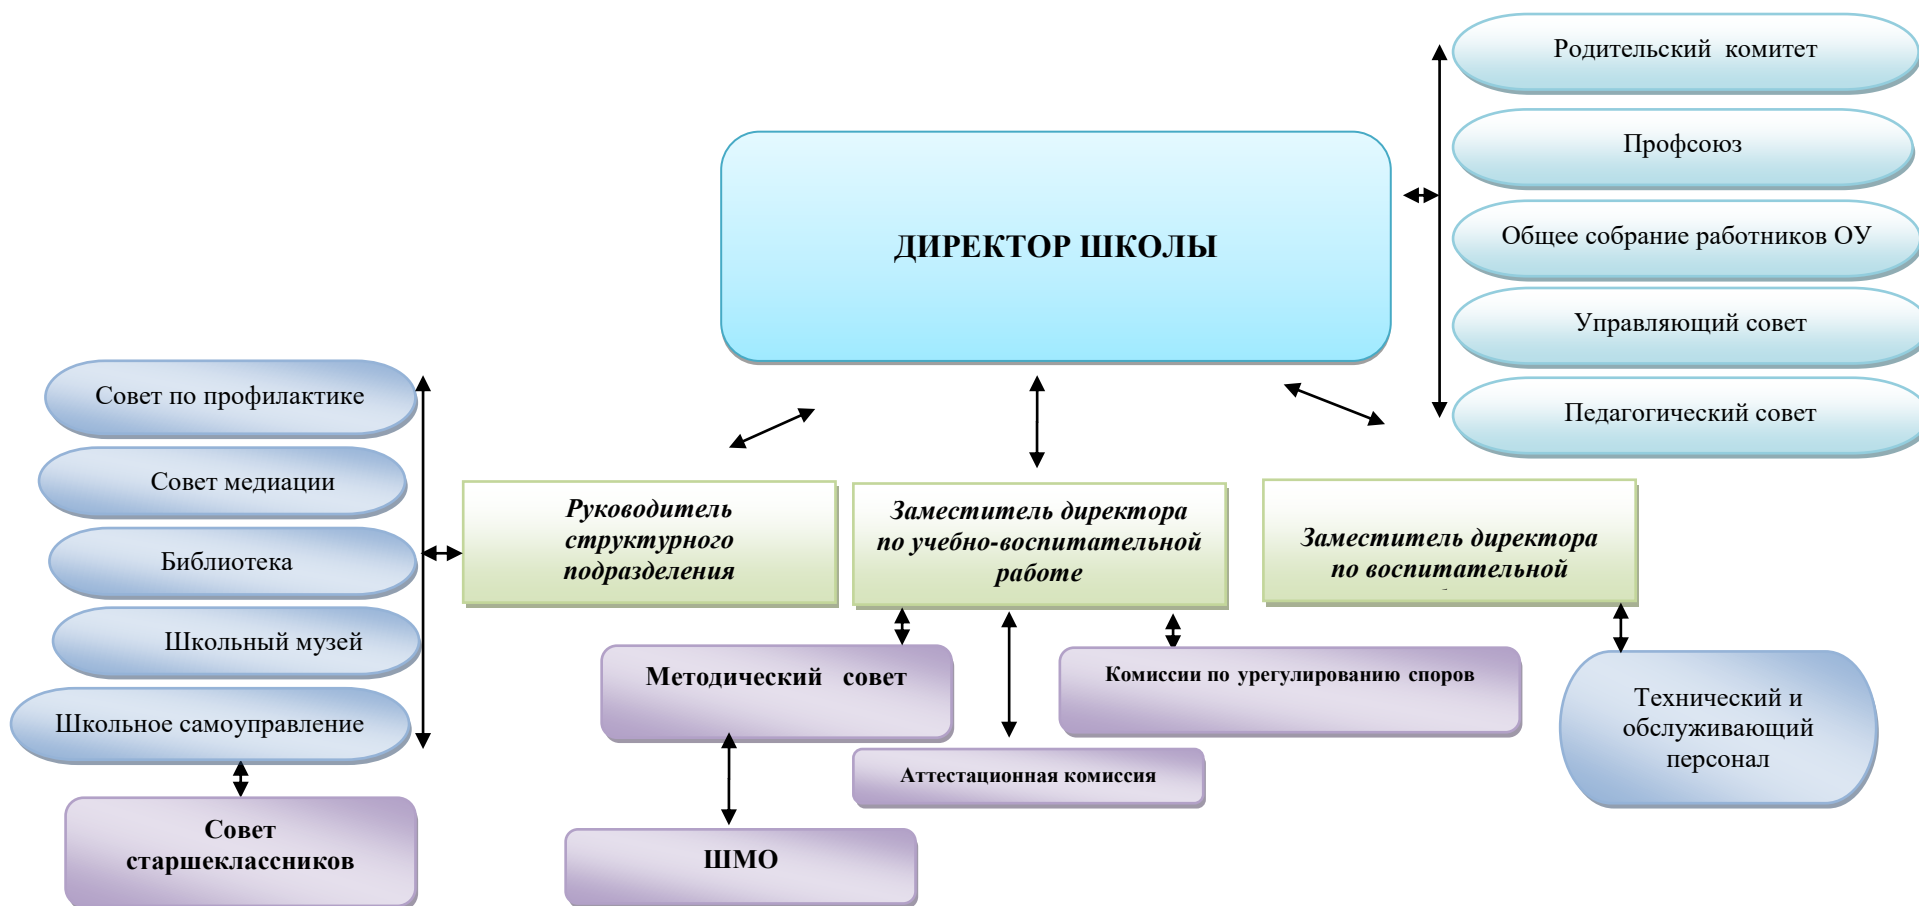 Родительский комитет
Профсоюз
ДИРЕКТОР ШКОЛЫ
Общее собрание работников ОУ
Управляющий совет
Педагогический совет
Совет по профилактике
Совет медиации
Библиотека
Школьный музей
Школьное самоуправление
Руководитель
структурного
подразделения
Заместитель директора
по учебно-воспитательной
работе
Заместитель директора
по воспитательной
Методический совет
Комиссии по урегулированию споров
Технический и
обслуживающий
персонал
Аттестационная комиссия
Совет
старшеклассников
ШМО